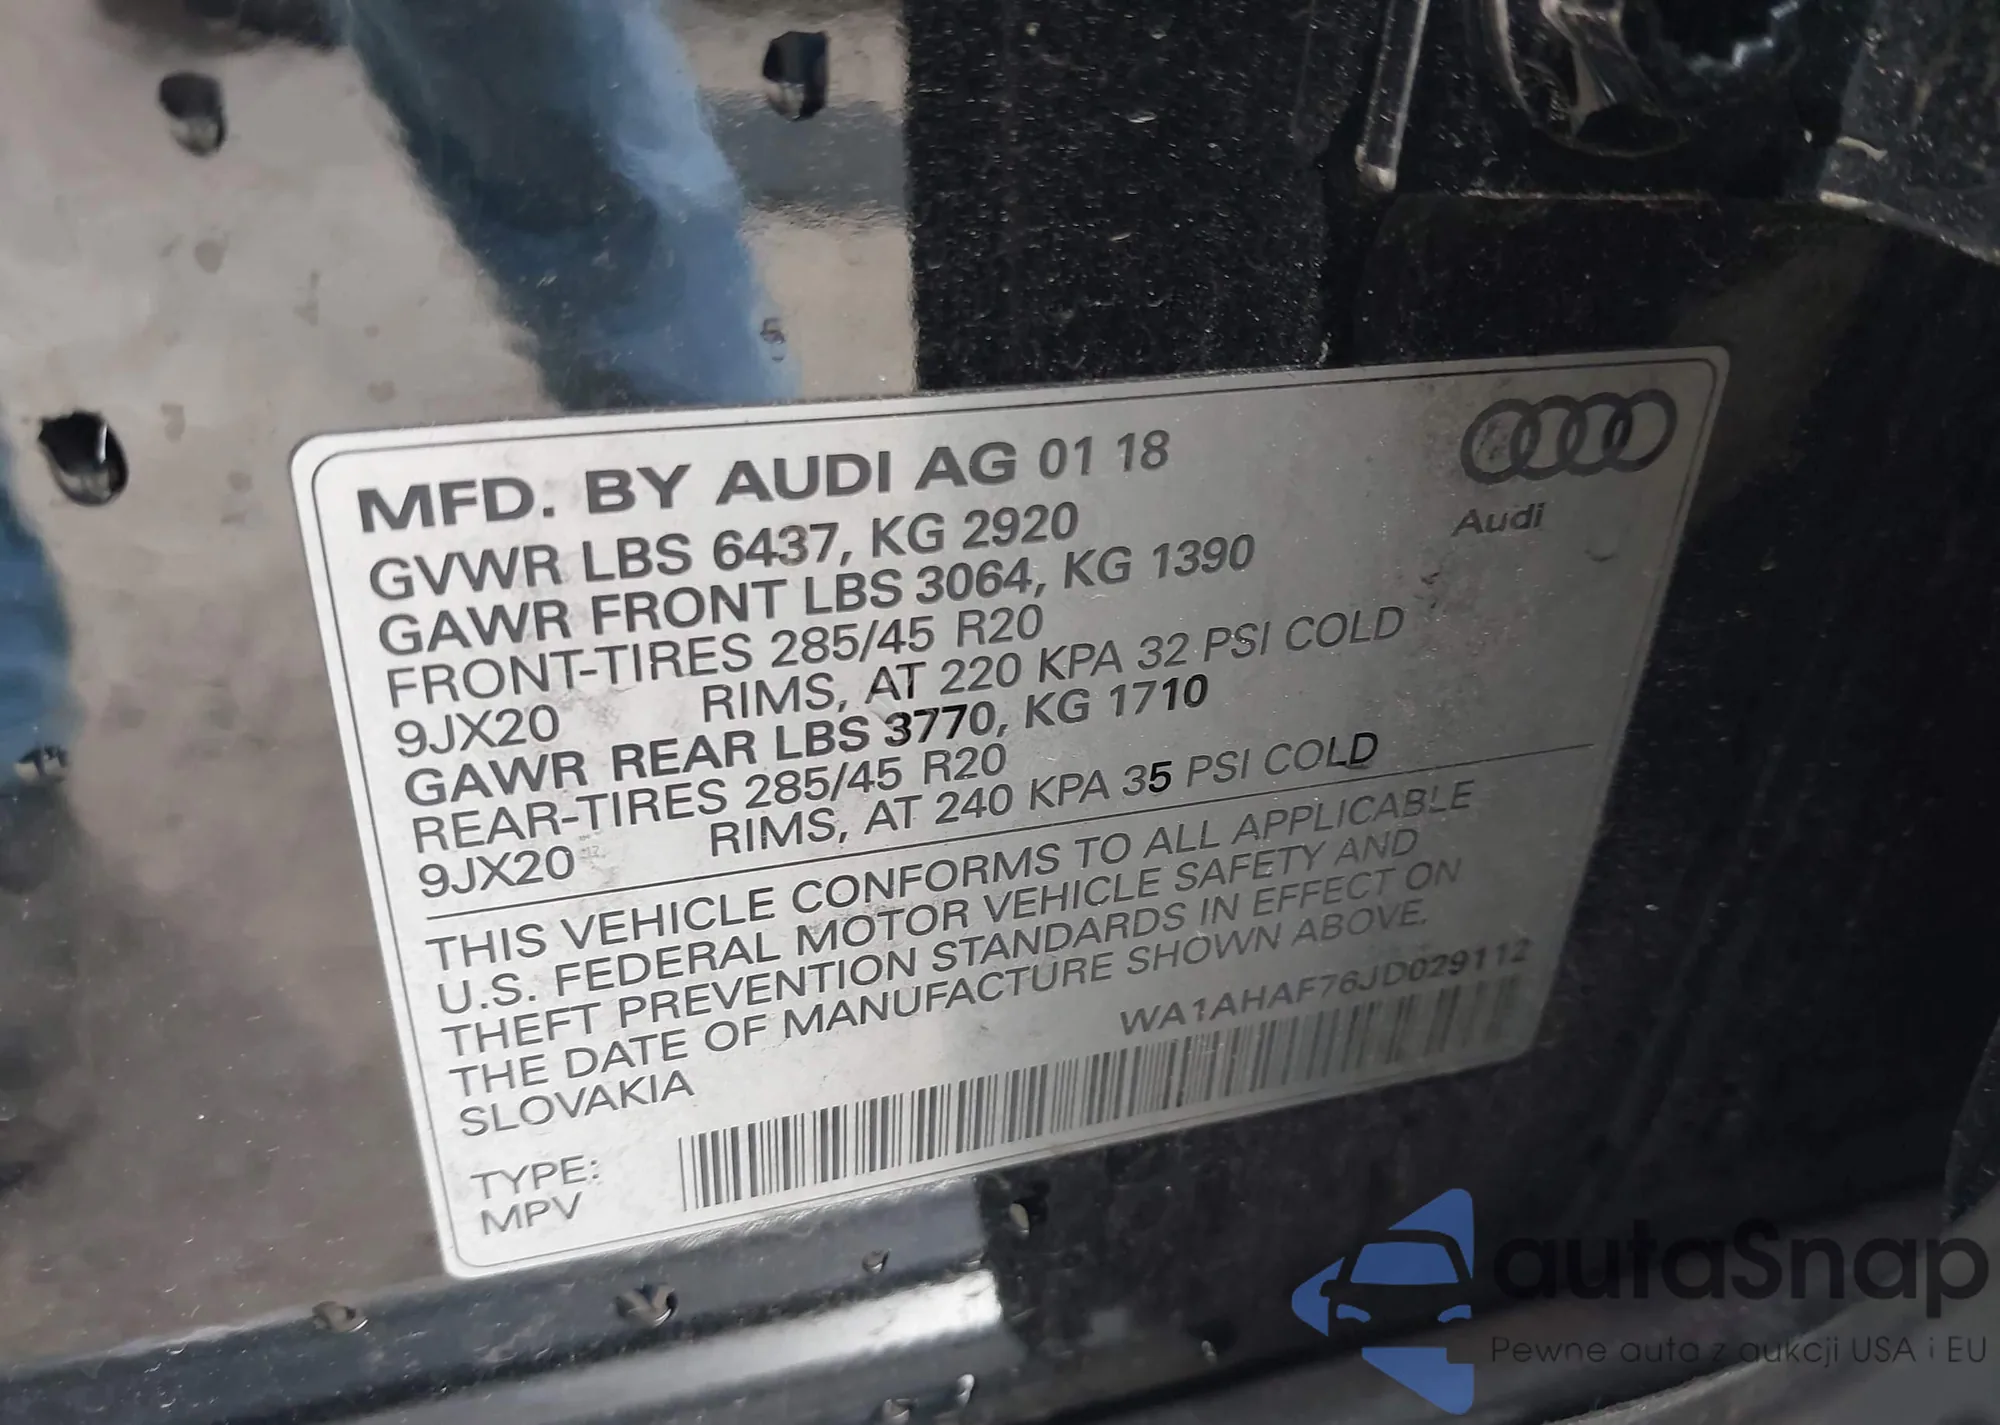 MFD. BY AUDI AG 01 18
Audi
GVWR LBS 6437, KG 2920
GAWR FRONT LBS 3064, KG 1390
FRONT-TIRES 285/45 R20
9JX20 RIMS, AT 220 KPA 32 PSI COLD
GAWR REAR LBS 3770, KG 1710
REAR-TIRES 285/45 R20
9JX20 RIMS, AT 240 KPA 35 PSI COLD
THIS VEHICLE CONFORMS TO ALL APPLICABLE
U.S. FEDERAL MOTOR VEHICLE SAFETY AND
THEFT PREVENTION STANDARDS IN EFFECT ON
THE DATE OF MANUFACTURE SHOWN ABOVE.
SLOVAKIA
WA1AHAF76JD029112
TYPE:
MPV
autaSnap
Pewne auta z aukcji USA i EU